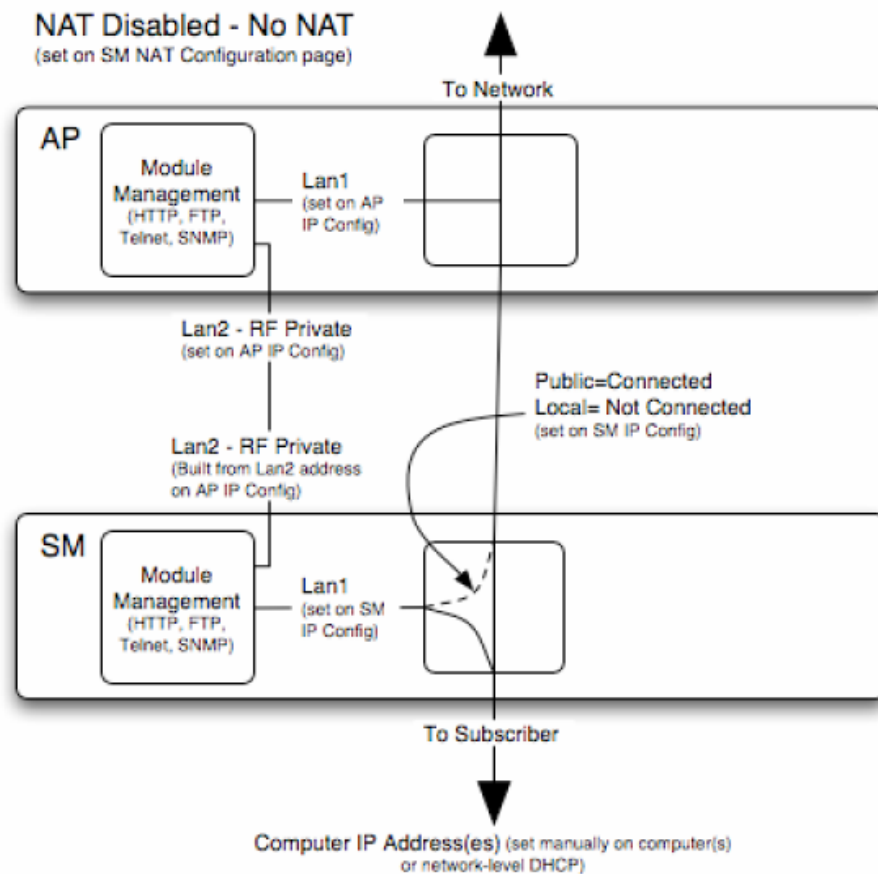 NAT Disabled - No NAT
(set on SM NAT Configuration page)
To Network
AP
Module
Management
(HTTP, FTP,
Telnet, SNMP)
Lan1
(set on AP
IP Config)
Lan2 - RF Private
(set on AP IP Config)
Public=Connected
Local= Not Connected
(set on SM IP Config)
Lan2 - RF Private
(Built from Lan2 address
on AP IP Config)
SM
Module
Management
(HTTP, FTP,
Telnet, SNMP)
Lan1
(set on SM
IP Config)
To Subscriber
Computer IP Address(es) (set manually on computer(s)
or network-level DHCP)